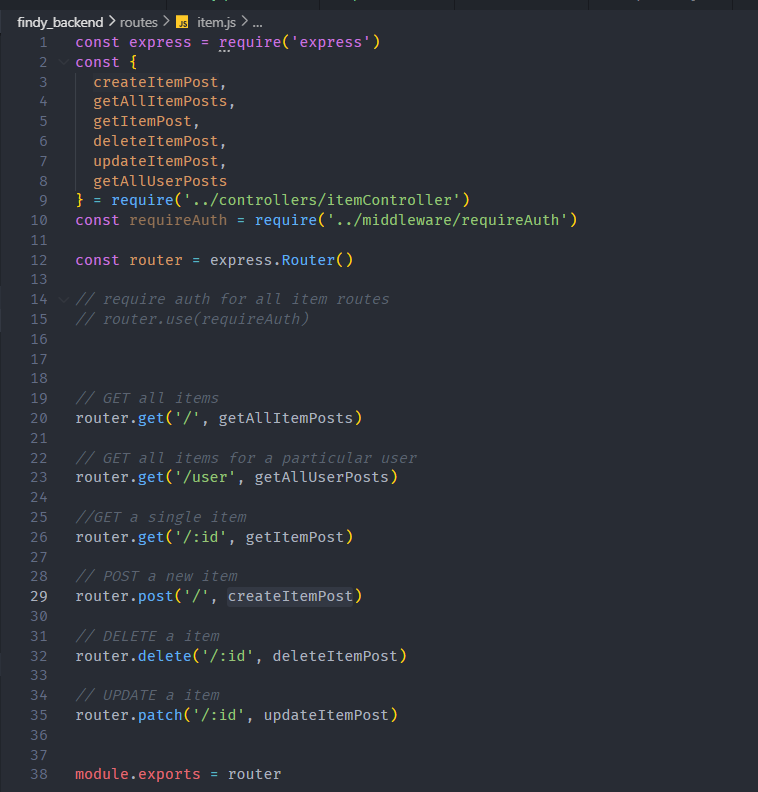 findy_backend > routes > JS item.js > ...
1 const express = require('express')
2 const {
3 createItemPost,
4 getAllItemPosts,
5 getItemPost,
6 deleteItemPost,
7 updateItemPost,
8 getAllUserPosts
9 } = require('../controllers/itemController')
10 const requireAuth = require('../middleware/requireAuth')
11
12 const router = express.Router()
13
14 // require auth for all item routes
15 // router.use(requireAuth)
16
17
18
19 // GET all items
20 router.get('/', getAllItemPosts)
21
22 // GET all items for a particular user
23 router.get('/user', getAllUserPosts)
24
25 //GET a single item
26 router.get('/:id', getItemPost)
27
28 // POST a new item
29 router.post('/', createItemPost)
30
31 // DELETE a item
32 router.delete('/:id', deleteItemPost)
33
34 // UPDATE a item
35 router.patch('/:id', updateItemPost)
36
37
38 module.exports = router